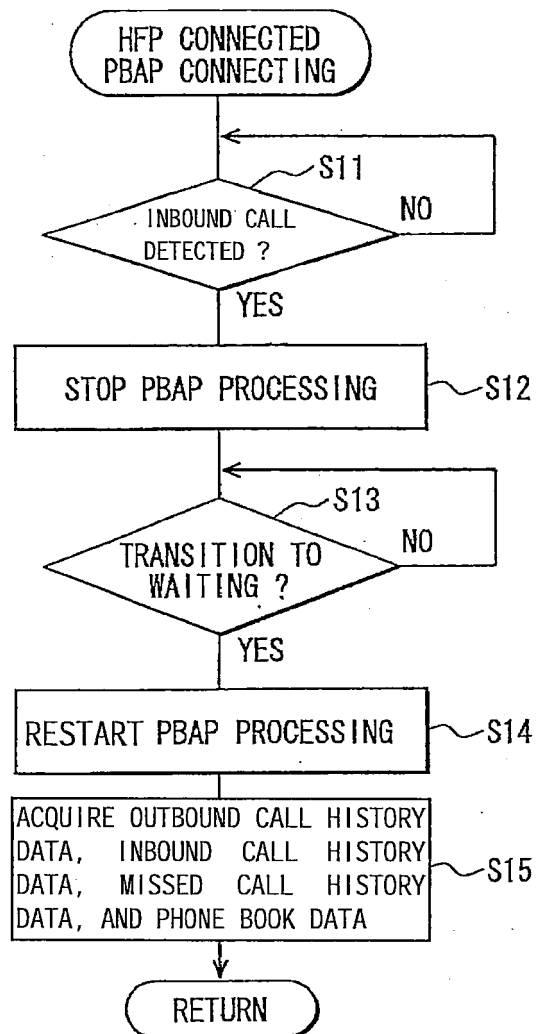 HFP CONNECTED
PBAP CONNECTING
S11
INBOUND CALL
DETECTED ?
NO
YES
STOP PBAP PROCESSING
S12
S13
TRANSITION TO
WAITING ?
NO
YES
RESTART PBAP PROCESSING
S14
ACQUIRE OUTBOUND CALL HISTORY
DATA, INBOUND CALL HISTORY
DATA, MISSED CALL HISTORY
DATA, AND PHONE BOOK DATA
S15
RETURN